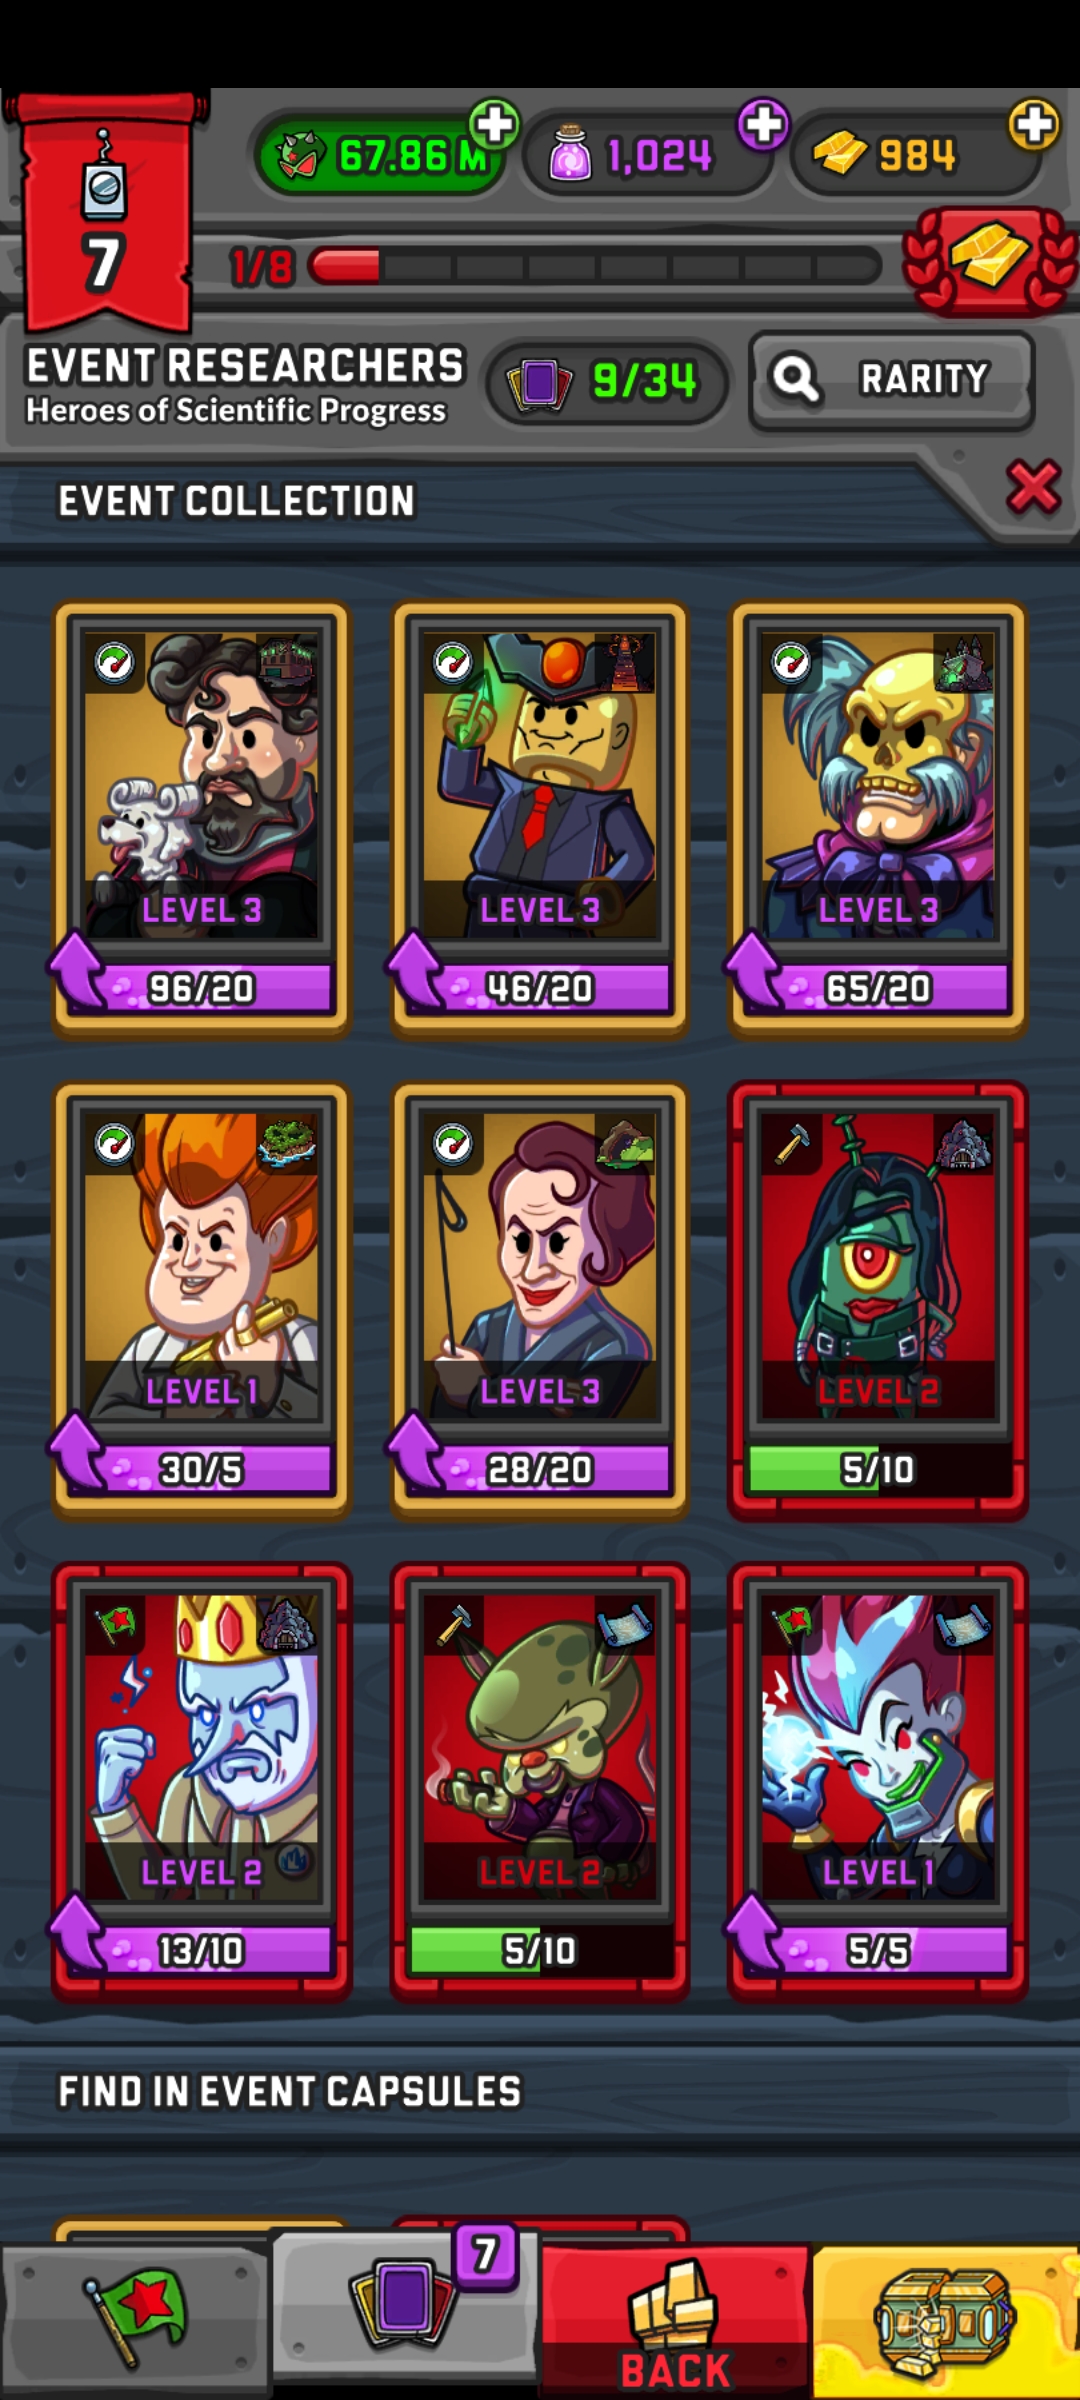 67.86 M
1,024
984
7
1/8
EVENT RESEARCHERS
Heroes of Scientific Progress
9/34
RARITY
EVENT COLLECTION
LEVEL 3
LEVEL 3
LEVEL 3
96/20
46/20
65/20
LEVEL 1
LEVEL 3
LEVEL 2
30/5
28/20
5/10
LEVEL 2
LEVEL 2
LEVEL 1
13/10
5/10
5/5
FIND IN EVENT CAPSULES
7
BACK